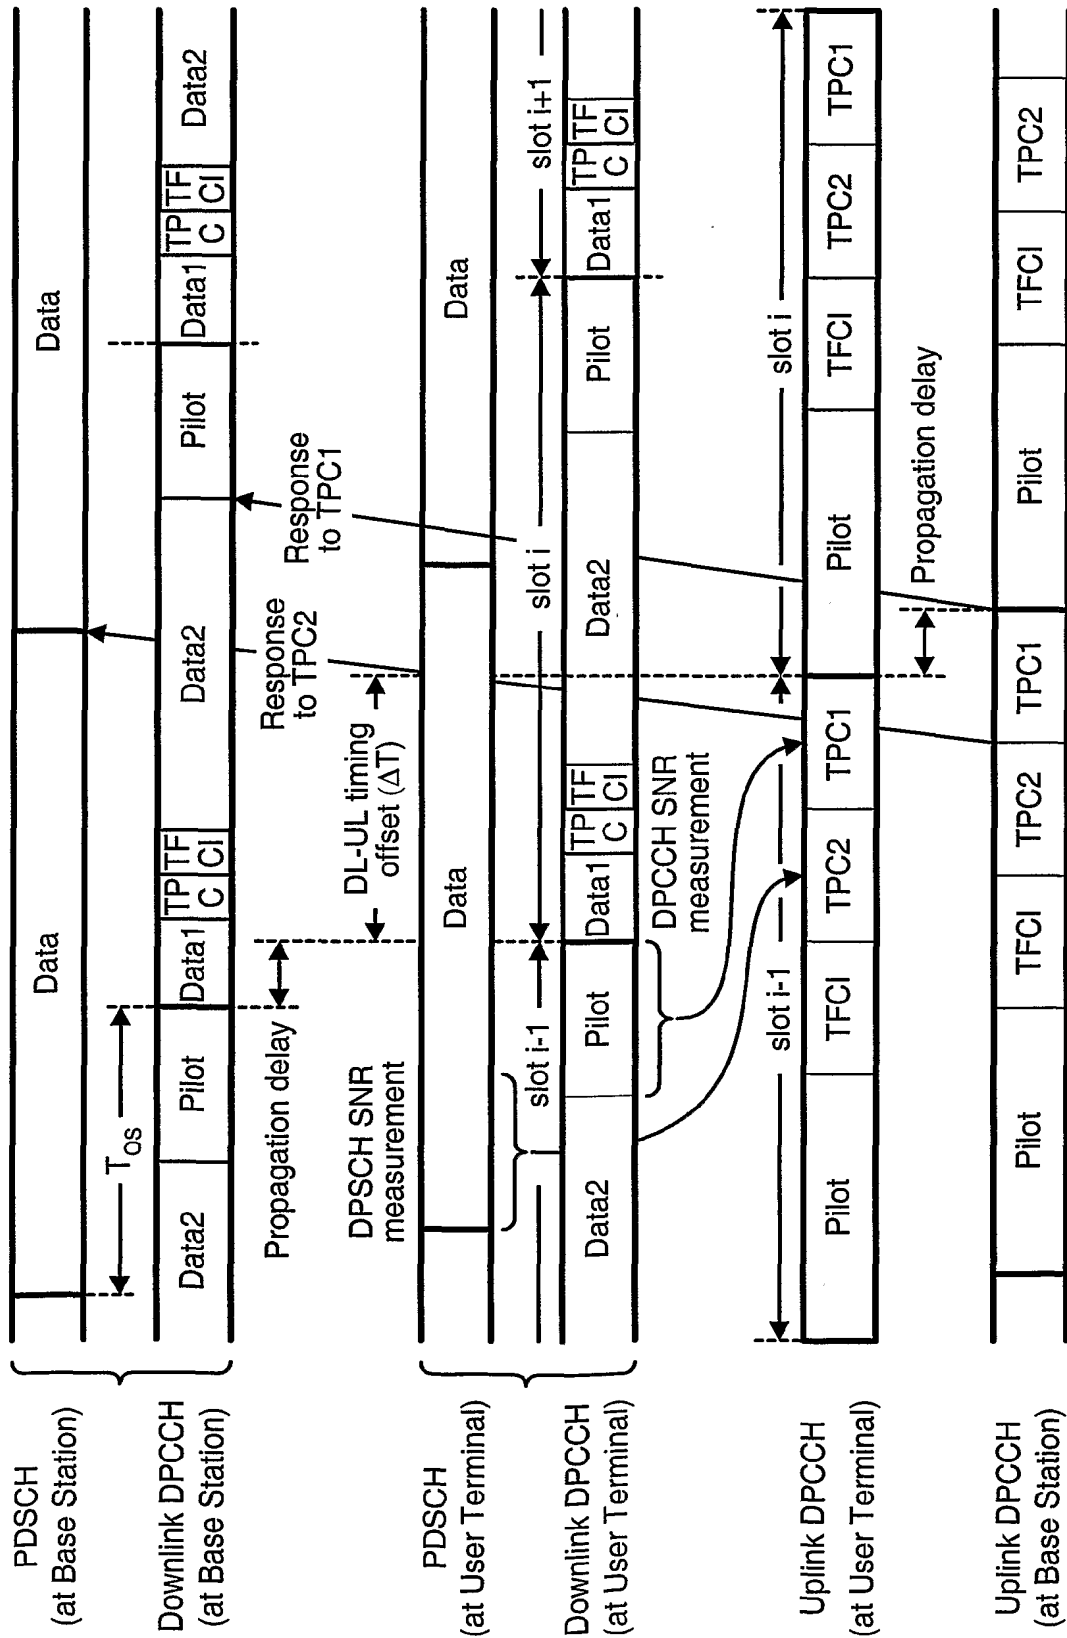 PDSCH
(at Base Station)
Data
Data
T_OS
Downlink DPCCH
(at Base Station)
Data2
Pilot
Data1
TP
C
TF
CI
Data2
Pilot
Data1
TP
C
TF
CI
Data2
Propagation delay
Response
to TPC2
Response
to TPC1
DPSCH SNR
measurement
DL-UL timing
offset (ΔT)
PDSCH
(at User Terminal)
Data
Data
slot i-1
slot i
slot i+1
Downlink DPCCH
(at User Terminal)
Data2
Pilot
Data1
TP
C
TF
CI
Data2
Pilot
Data1
TP
C
TF
CI
DPCCH SNR
measurement
slot i-1
slot i
Uplink DPCCH
(at User Terminal)
Pilot
TFCI
TPC2
TPC1
Pilot
TFCI
TPC2
TPC1
Propagation delay
Uplink DPCCH
(at Base Station)
Pilot
TFCI
TPC2
TPC1
Pilot
TFCI
TPC2